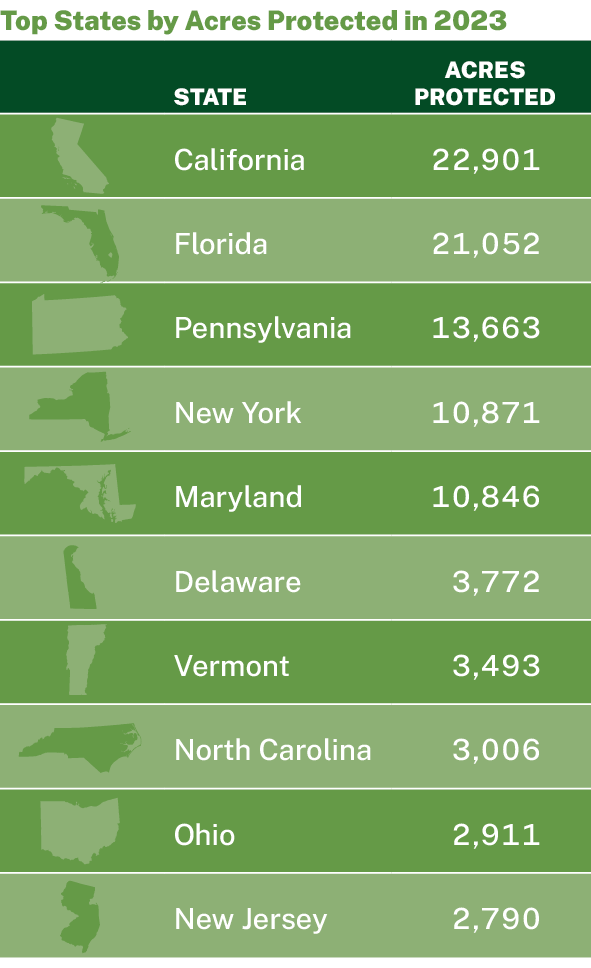 Top States by Acres Protected in 2023
ACRES
STATE PROTECTED
California 22,901
Florida 21,052
Pennsylvania 13,663
New York 10,871
Maryland 10,846
Delaware 3,772
Vermont 3,493
North Carolina 3,006
Ohio 2,911
New Jersey 2,790